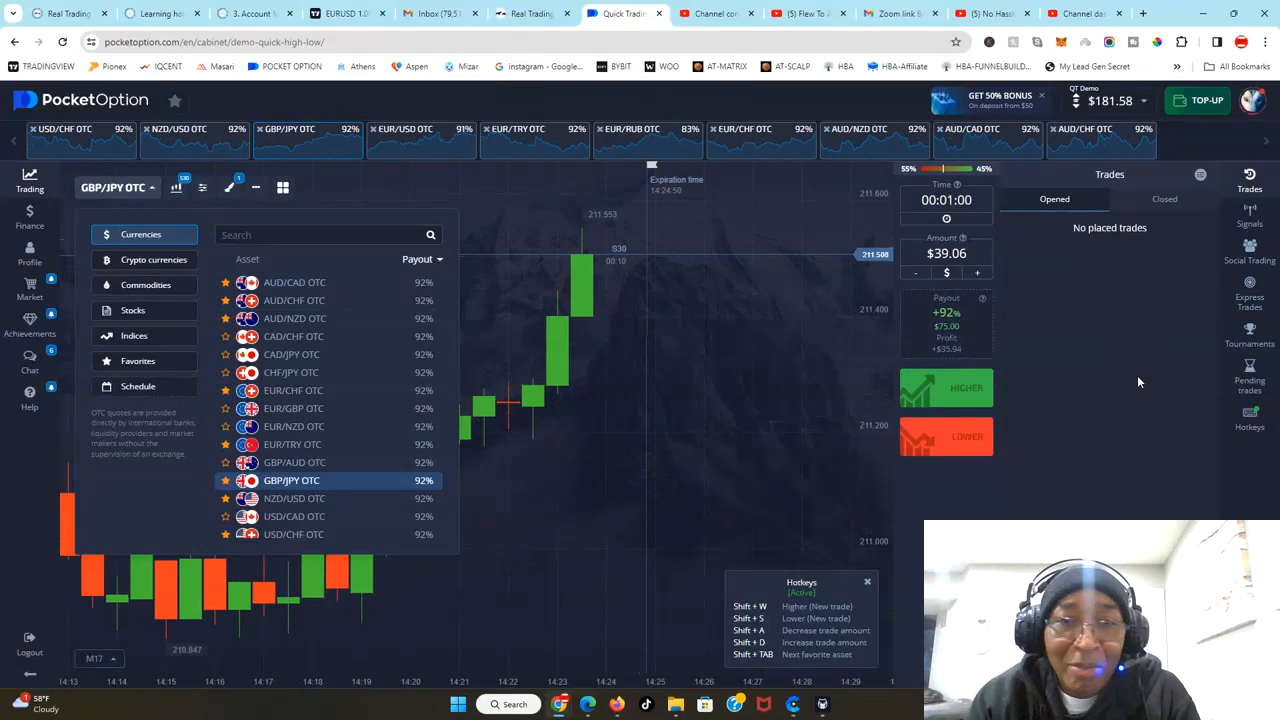 Real Trading
Learning ho
3. Account M
EURUSD 1.0
Inbox (79,51
Real Trading
Quick Tradin
Channel con
(5) Flew To A
Zoom link B
(5) No Hassl
Channel das
pocketoption.com/en/cabinet/demo-quick-high-low/
TRADINGVIEW
Pionex
IQCENT
Masari
POCKET OPTION
Athens
Aspen
Mizar
instagram - Google...
BYBIT
WOO
AT-MATRIX
AT-SCALP
HBA
HBA-Affiliate
HBA-FUNNELBUILD...
My Lead Gen Secret
All Bookmarks
PocketOption
GET 50% BONUS
On deposit from $50
QT Demo
$181.58
TOP-UP
USD/CHF OTC 92%
NZD/USD OTC 92%
GBP/JPY OTC 92%
EUR/USD OTC 91%
EUR/TRY OTC 92%
EUR/RUB OTC 83%
EUR/CHF OTC 92%
AUD/NZD OTC 92%
AUD/CAD OTC 92%
AUD/CHF OTC 92%
Trading
Finance
Profile
Market
Achievements
6
Chat
Help
Logout
GBP/JPY OTC
S30
1
Currencies
Crypto currencies
Commodities
Stocks
Indices
Favorites
Schedule
OTC quotes are provided
directly by international banks,
liquidity providers and market
makers without the
supervision of an exchange.
Search
Asset Payout
AUD/CAD OTC 92%
AUD/CHF OTC 92%
AUD/NZD OTC 92%
CAD/CHF OTC 92%
CAD/JPY OTC 92%
CHF/JPY OTC 92%
EUR/CHF OTC 92%
EUR/GBP OTC 92%
EUR/NZD OTC 92%
EUR/TRY OTC 92%
GBP/AUD OTC 92%
GBP/JPY OTC 92%
NZD/USD OTC 92%
USD/CAD OTC 92%
USD/CHF OTC 92%
Expiration time
14:24:50
211.553
S30
00:10
211.600
211.508
211.400
211.200
211.000
219.847
M17
14:13 14:14 14:15 14:16 14:17 14:18 14:19 14:20 14:21 14:22 14:23 14:24 14:25 14:26 14:27 14:28 14:29
55% 45%
Time
00:01:00
Amount
$39.06
- $ +
Payout
+92%
$75.00
Profit
+$35.94
HIGHER
LOWER
Trades
Opened Closed
No placed trades
Trades
Signals
Social Trading
Express
Trades
Tournaments
Pending
trades
Hotkeys
Hotkeys
[Active]
Shift + W Higher (New trade)
Shift + S Lower (New trade)
Shift + A Decrease trade amount
Shift + D Increase trade amount
Shift + TAB Next favorite asset
1
58°F
Cloudy
Search